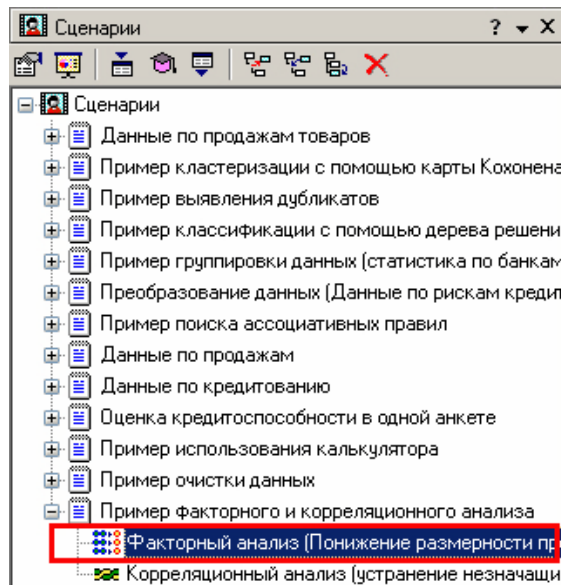 Сценарии ?
Сценарии
Данные по продажам товаров
Пример кластеризации с помощью карты Кохонена
Пример выявления дубликатов
Пример классификации с помощью дерева решени
Пример группировки данных (статистика по банкам
Преобразование данных (Данные по рискам кредит
Пример поиска ассоциативных правил
Данные по продажам
Данные по кредитованию
Оценка кредитоспособности в одной анкете
Пример использования калькулятора
Пример очистки данных
Пример факторного и корреляционного анализа
Факторный анализ (Понижение размерности пр
Корреляционный анализ (устранение незначащи